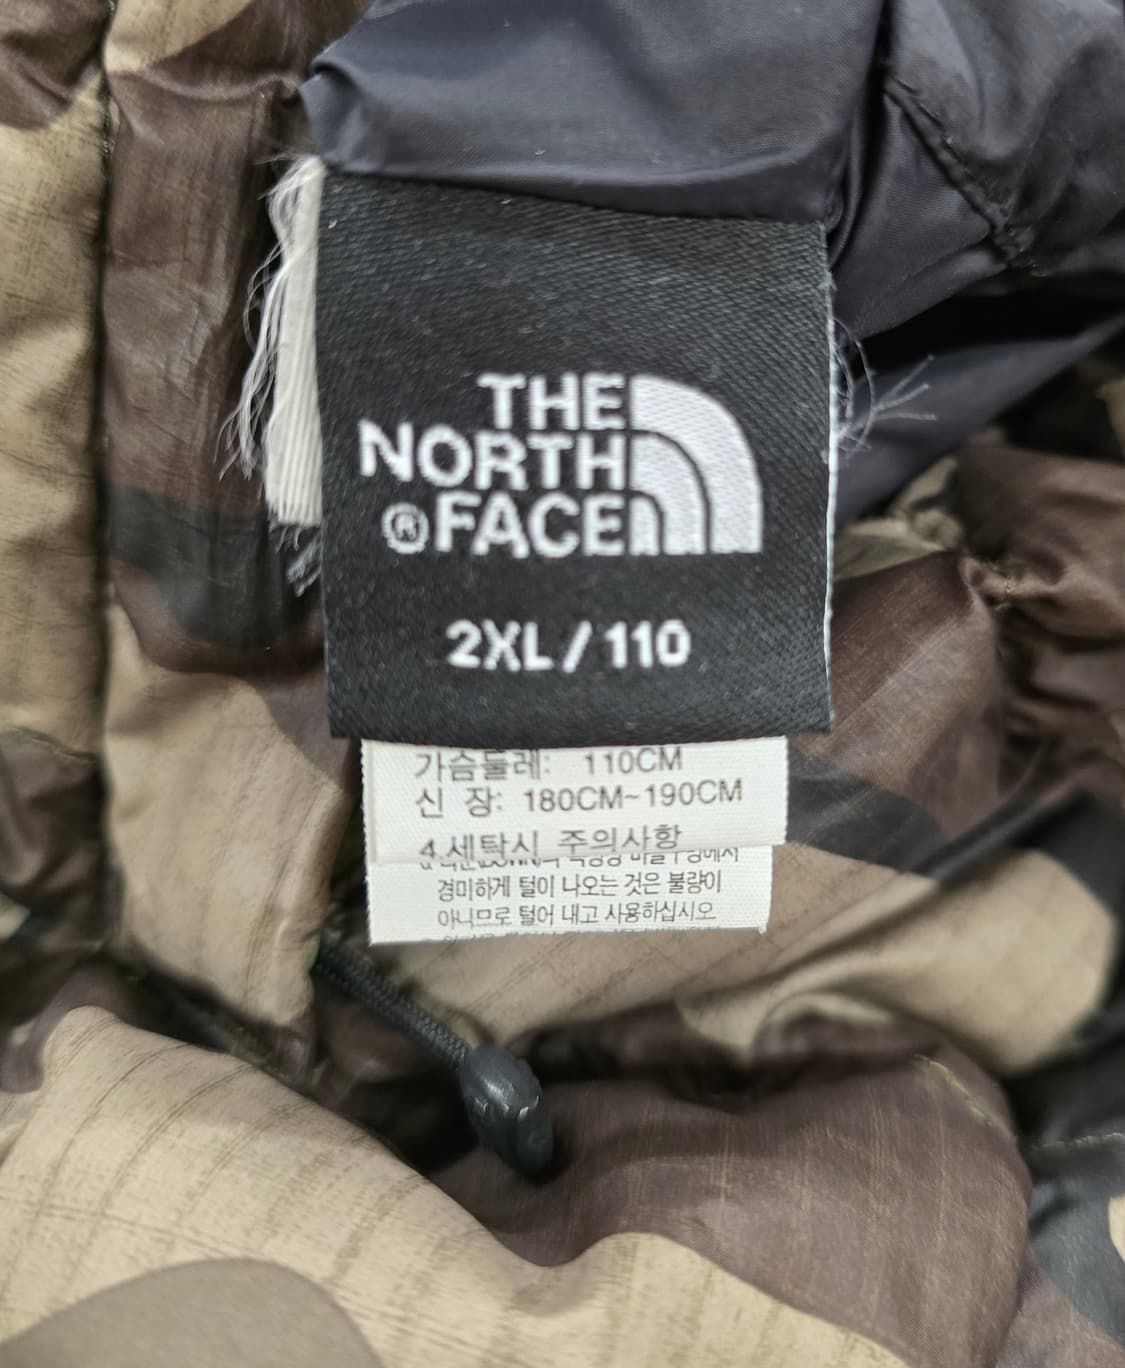 THE
NORTH
®FACE
2XL/110
가슴둘레: 110CM
신 장: 180CM~190CM
4.세탁시 주의사항
경미하게 털이 나오는 것은 불량이
아니므로 털어 내고 사용하십시오